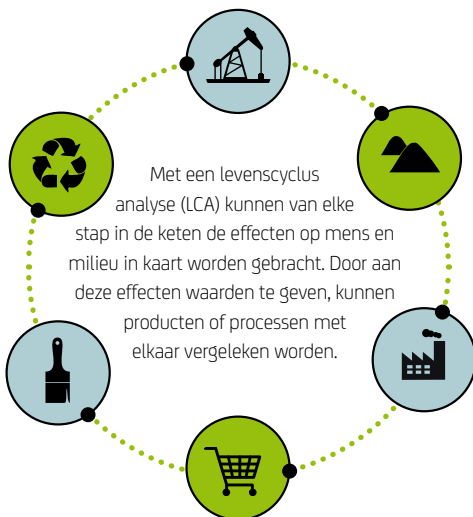 Met een levenscyclus
analyse (LCA) kunnen van elke
stap in de keten de effecten op mens en
milieu in kaart worden gebracht. Door aan
deze effecten waarden te geven, kunnen
producten of processen met
elkaar vergeleken worden.